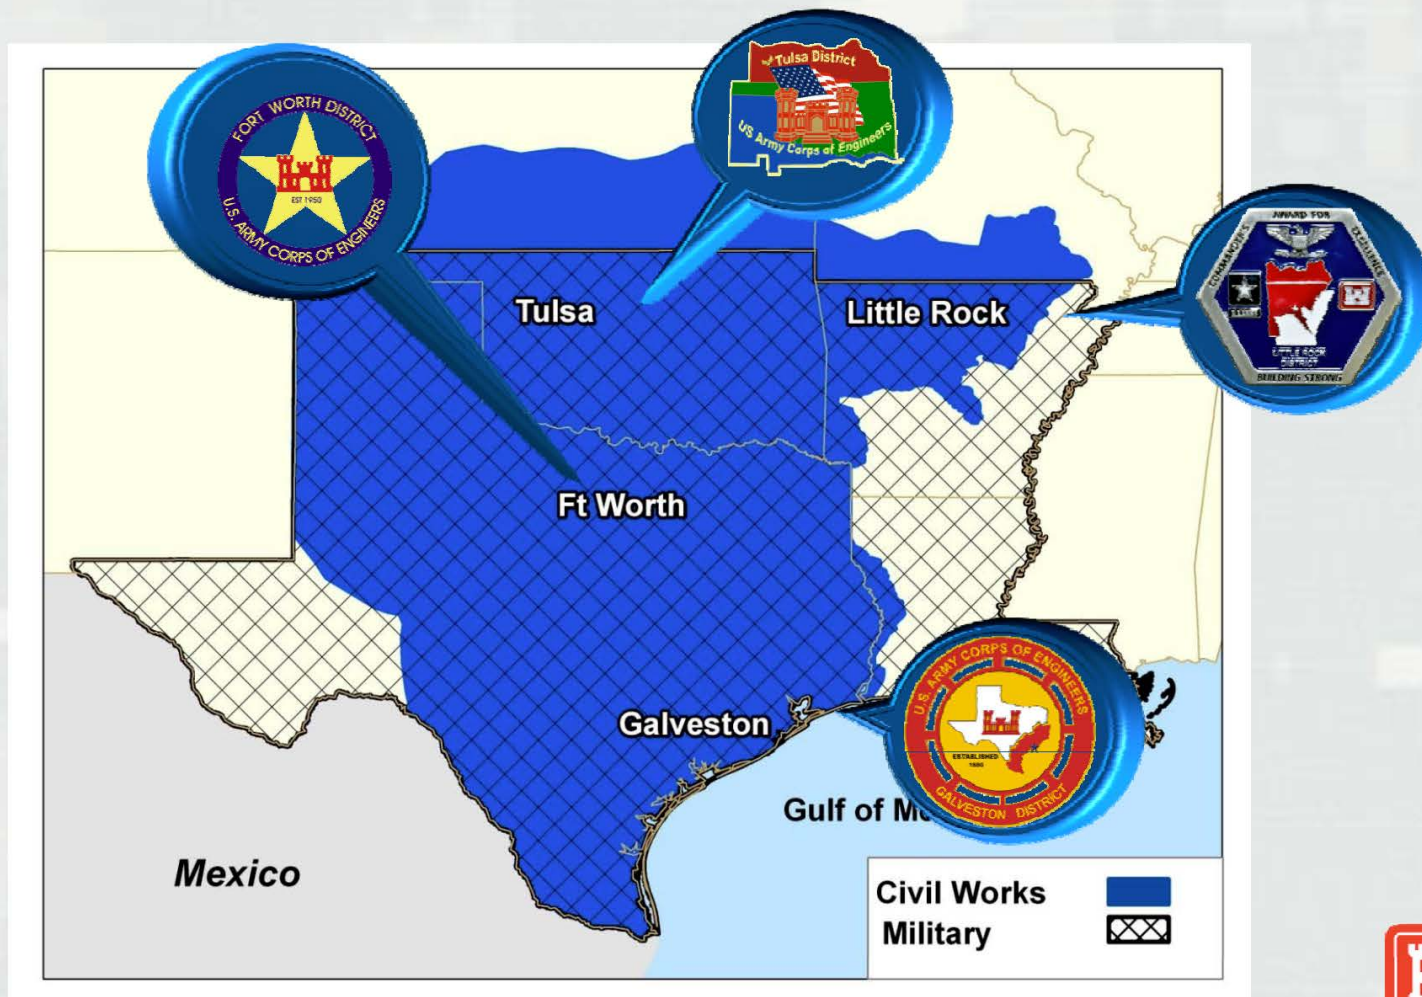 FORT WORTH DISTRICT
EST 1950
U.S. ARMY CORPS OF ENGINEERS
Tulsa District
US Army Corps of Engineers
COMMANDER'S AWARD FOR EXCELLENCE
LITTLE ROCK
DISTRICT
BUILDING STRONG
Tulsa
Little Rock
Ft Worth
Galveston
U.S. ARMY CORPS OF ENGINEERS
ESTABLISHED
1880
GALVESTON DISTRICT
Gulf of
Mexico
Civil Works
Military